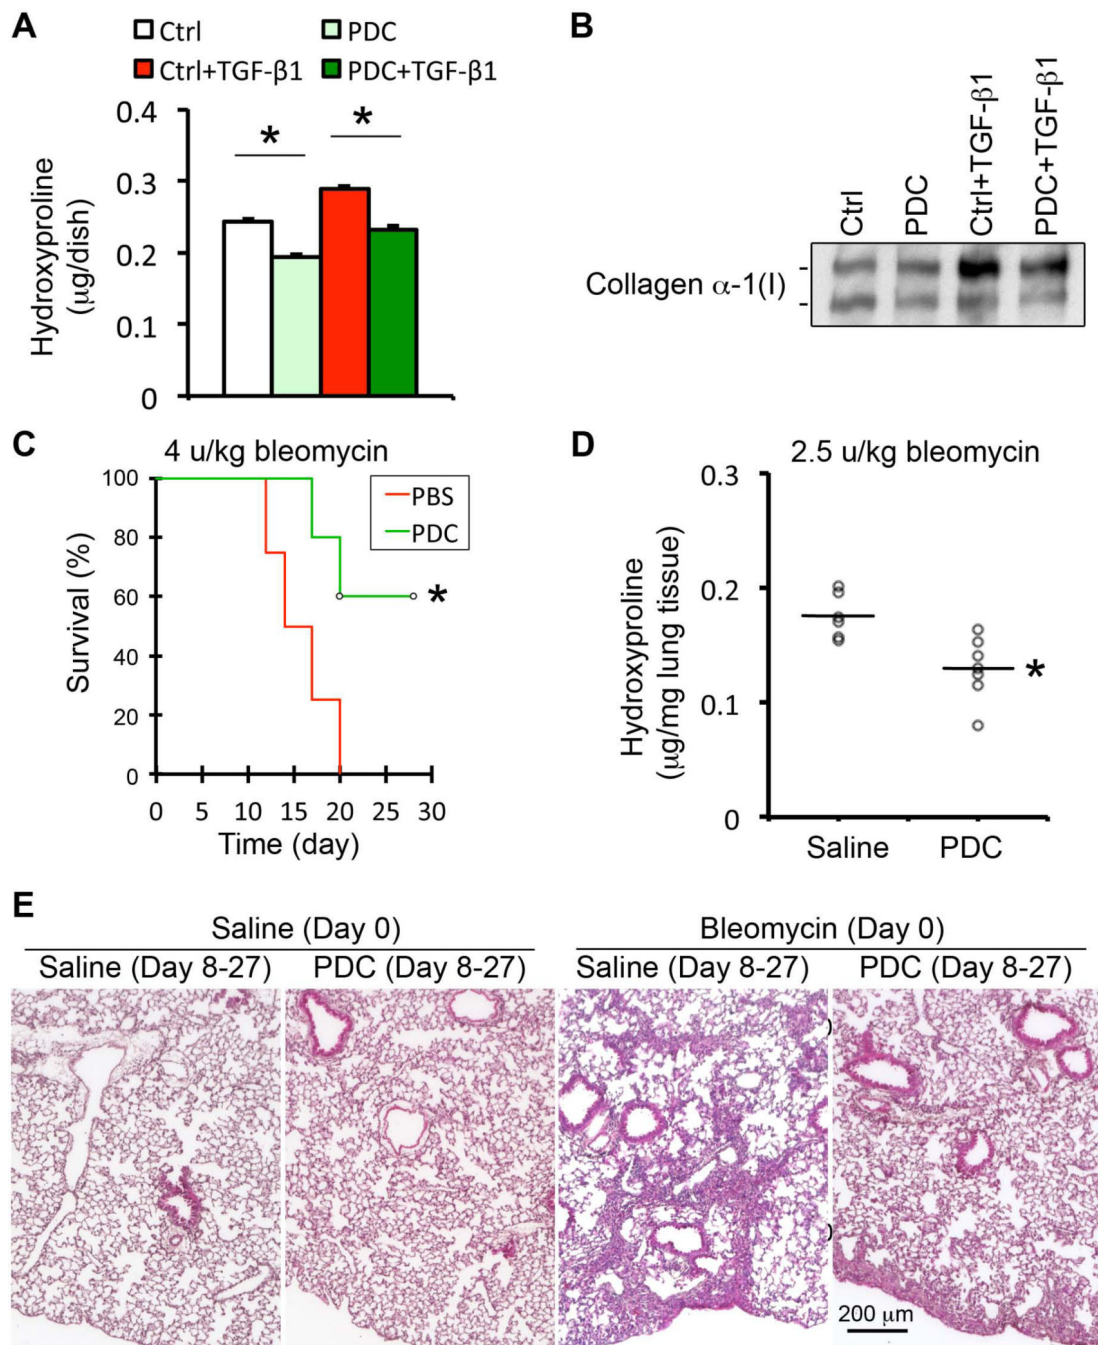 A
Ctrl
PDC
Ctrl+TGF-β1
PDC+TGF-β1
Hydroxyproline
(μg/dish)
0.4
0.3
0.2
0.1
0
*
*
B
Ctrl
PDC
Ctrl+TGF-β1
PDC+TGF-β1
Collagen α-1(I)
C
4 u/kg bleomycin
Survival (%)
100
80
60
40
20
0
PBS
PDC
*
0 5 10 15 20 25 30
Time (day)
D
2.5 u/kg bleomycin
Hydroxyproline
(μg/mg lung tissue)
0.3
0.2
0.1
0
*
Saline PDC
E
Saline (Day 0)
Bleomycin (Day 0)
Saline (Day 8-27)
PDC (Day 8-27)
Saline (Day 8-27)
PDC (Day 8-27)
200 μm